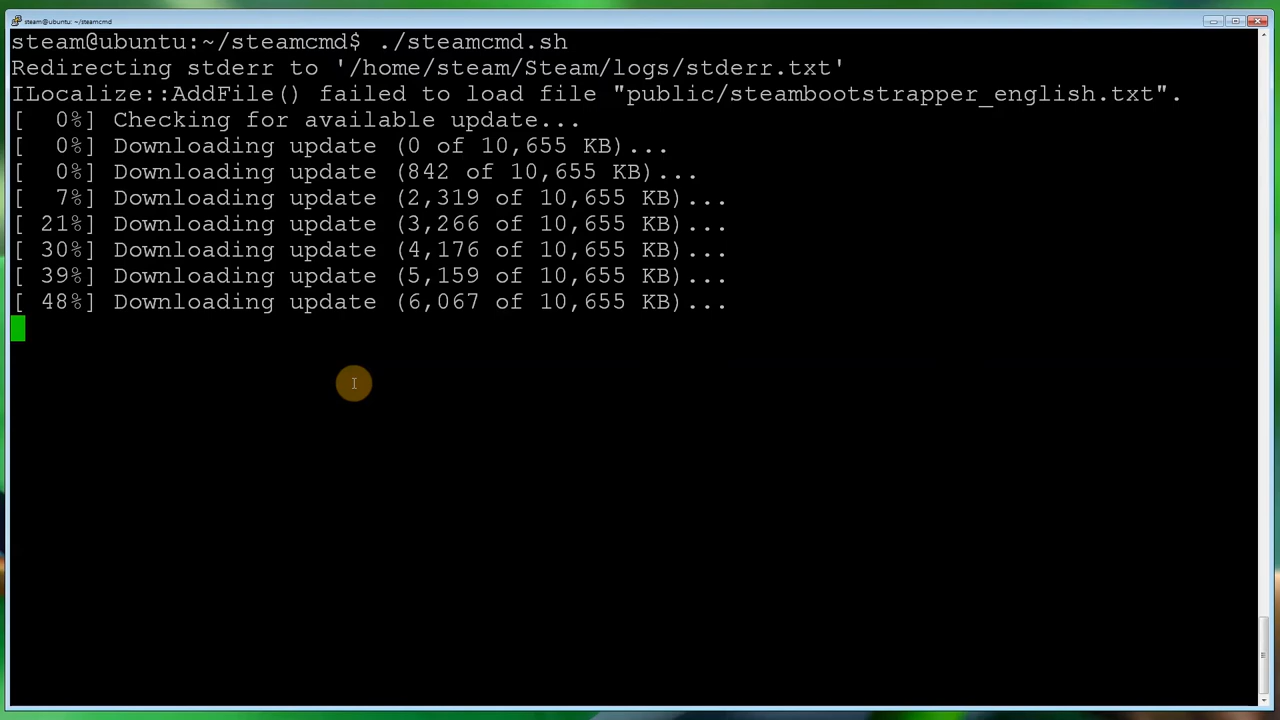 steam@ubuntu: ~/steamcmd
steam@ubuntu:~/steamcmd$ ./steamcmd.sh
Redirecting stderr to '/home/steam/Steam/logs/stderr.txt'
ILocalize::AddFile() failed to load file "public/steambootstrapper_english.txt".
[  0%] Checking for available update...
[  0%] Downloading update (0 of 10,655 KB)...
[  0%] Downloading update (842 of 10,655 KB)...
[  7%] Downloading update (2,319 of 10,655 KB)...
[ 21%] Downloading update (3,266 of 10,655 KB)...
[ 30%] Downloading update (4,176 of 10,655 KB)...
[ 39%] Downloading update (5,159 of 10,655 KB)...
[ 48%] Downloading update (6,067 of 10,655 KB)...